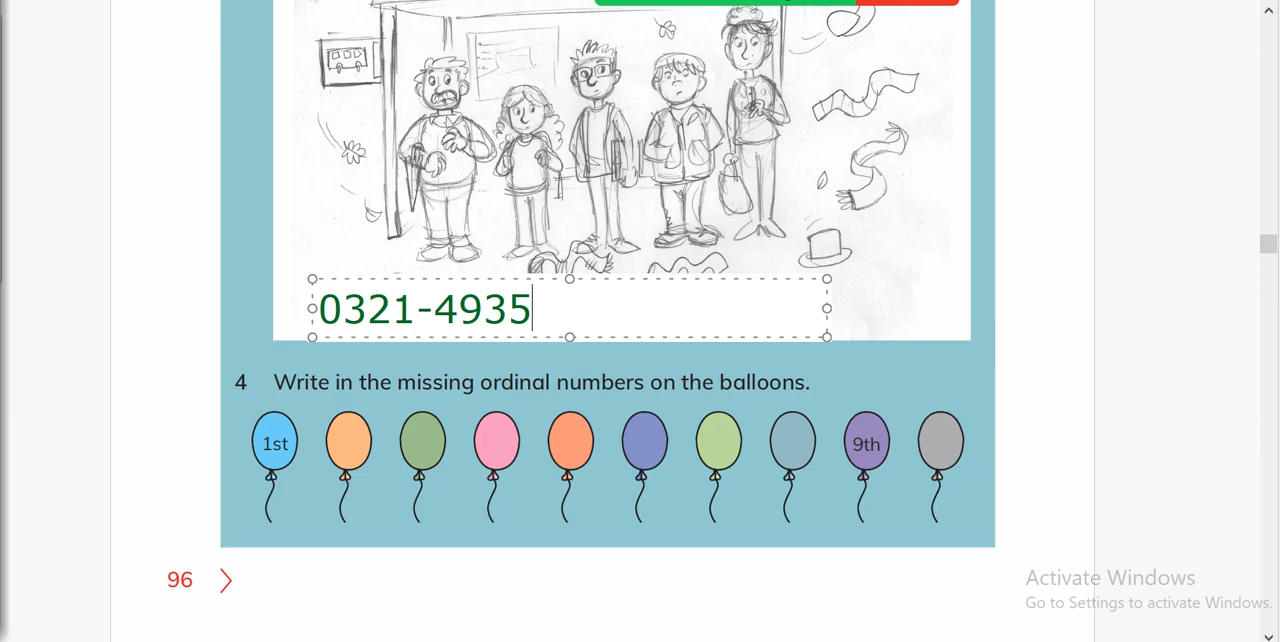 0321-4935
4 Write in the missing ordinal numbers on the balloons.
1st 9th
96
Activate Windows
Go to Settings to activate Windows.